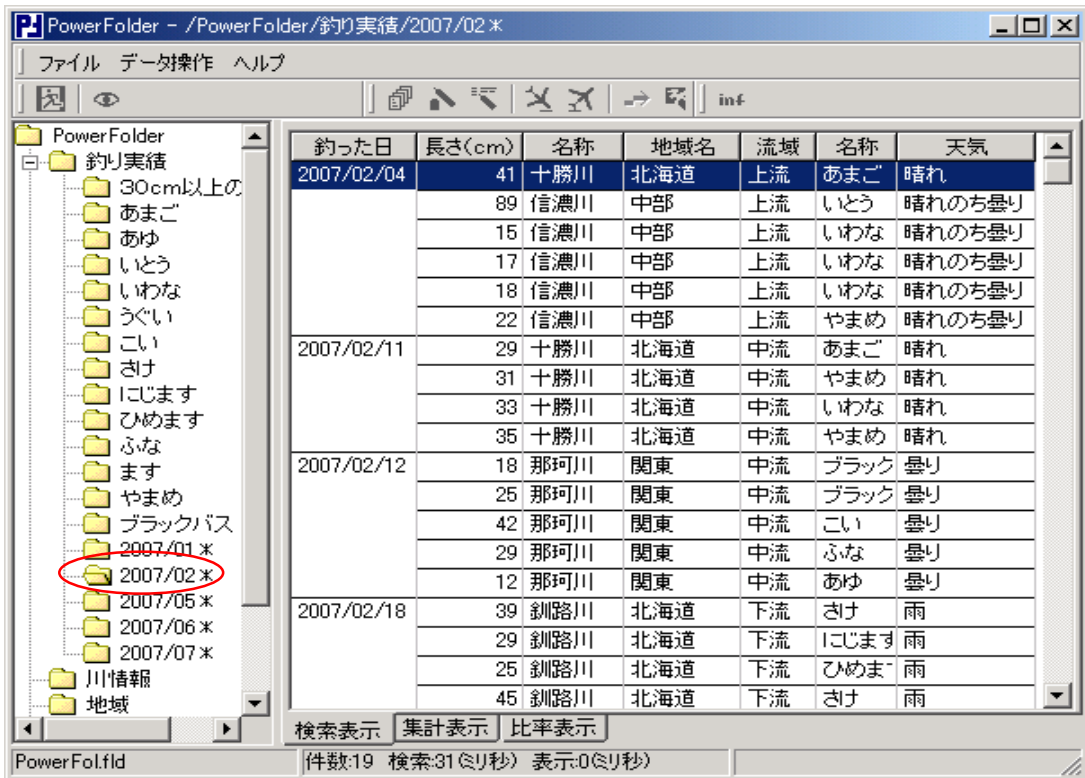 PowerFolder - /PowerFolder/釣り実績/2007/02*
ファイル データ操作 ヘルプ
inf
PowerFolder
釣り実績
30cm以上の
あまご
あゆ
いとう
いわな
うぐい
こい
さけ
にじます
ひめます
ふな
ます
やまめ
ブラックバス
2007/01*
2007/02*
2007/05*
2007/06*
2007/07*
川情報
地域
釣った日 長さ(cm) 名称 地域名 流域 名称 天気
2007/02/04 41 十勝川 北海道 上流 あまご 晴れ
89 信濃川 中部 上流 いとう 晴れのち曇り
15 信濃川 中部 上流 いわな 晴れのち曇り
17 信濃川 中部 上流 いわな 晴れのち曇り
18 信濃川 中部 上流 いわな 晴れのち曇り
22 信濃川 中部 上流 やまめ 晴れのち曇り
2007/02/11 29 十勝川 北海道 中流 あまご 晴れ
31 十勝川 北海道 中流 やまめ 晴れ
33 十勝川 北海道 中流 いわな 晴れ
35 十勝川 北海道 中流 やまめ 晴れ
2007/02/12 18 那珂川 関東 中流 ブラック 曇り
25 那珂川 関東 中流 ブラック 曇り
42 那珂川 関東 中流 こい 曇り
29 那珂川 関東 中流 ふな 曇り
12 那珂川 関東 中流 あゆ 曇り
2007/02/18 39 釧路川 北海道 下流 さけ 雨
29 釧路川 北海道 下流 にじます 雨
25 釧路川 北海道 下流 ひめま 雨
45 釧路川 北海道 下流 さけ 雨
検索表示 集計表示 比率表示
PowerFol.fld 件数:19 検索:31(ミリ秒) 表示:0(ミリ秒)